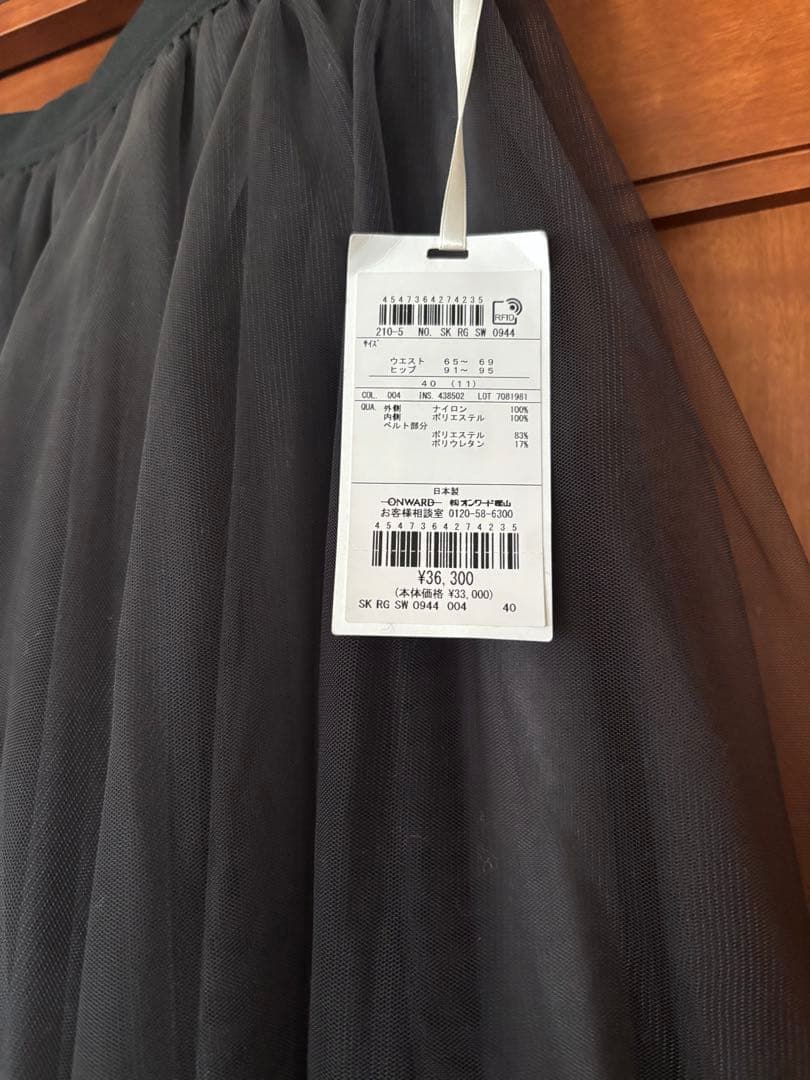 4547364274235
RFID
210-5 NO. SK RG SW 0944
サイズ
ウエスト 65～ 69
ヒップ 91～ 95
40 (11)
COL. 004 INS. 438502 LOT 7081981
QUA. 外側 ナイロン 100%
内側 ポリエステル 100%
ベルト部分
ポリエステル 83%
ポリウレタン 17%
日本製
ONWARD ㈱オンワード樫山
お客様相談室 0120-58-6300
4547364274235
¥36,300
(本体価格 ¥33,000)
SK RG SW 0944 004 40